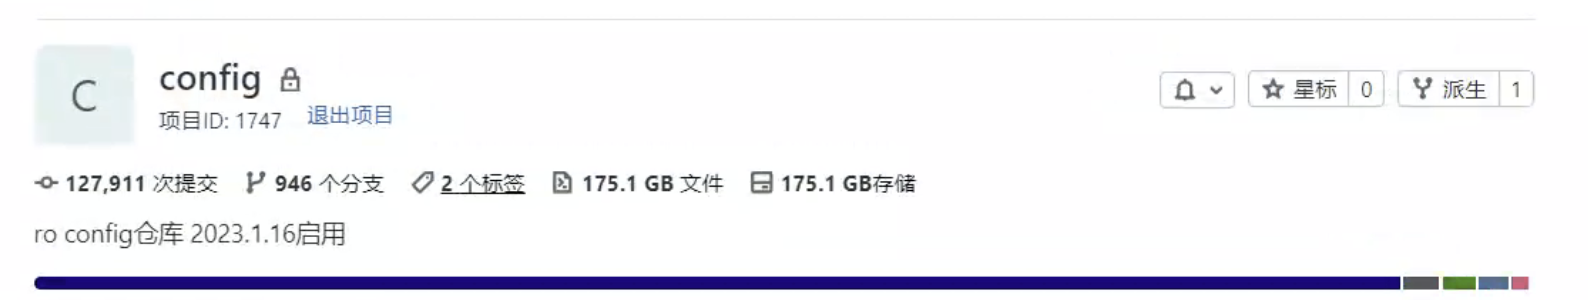 C
config
项目ID: 1747 退出项目
星标 0 派生 1
127,911 次提交 946 个分支 2 个标签 175.1 GB 文件 175.1 GB存储
ro config仓库 2023.1.16启用